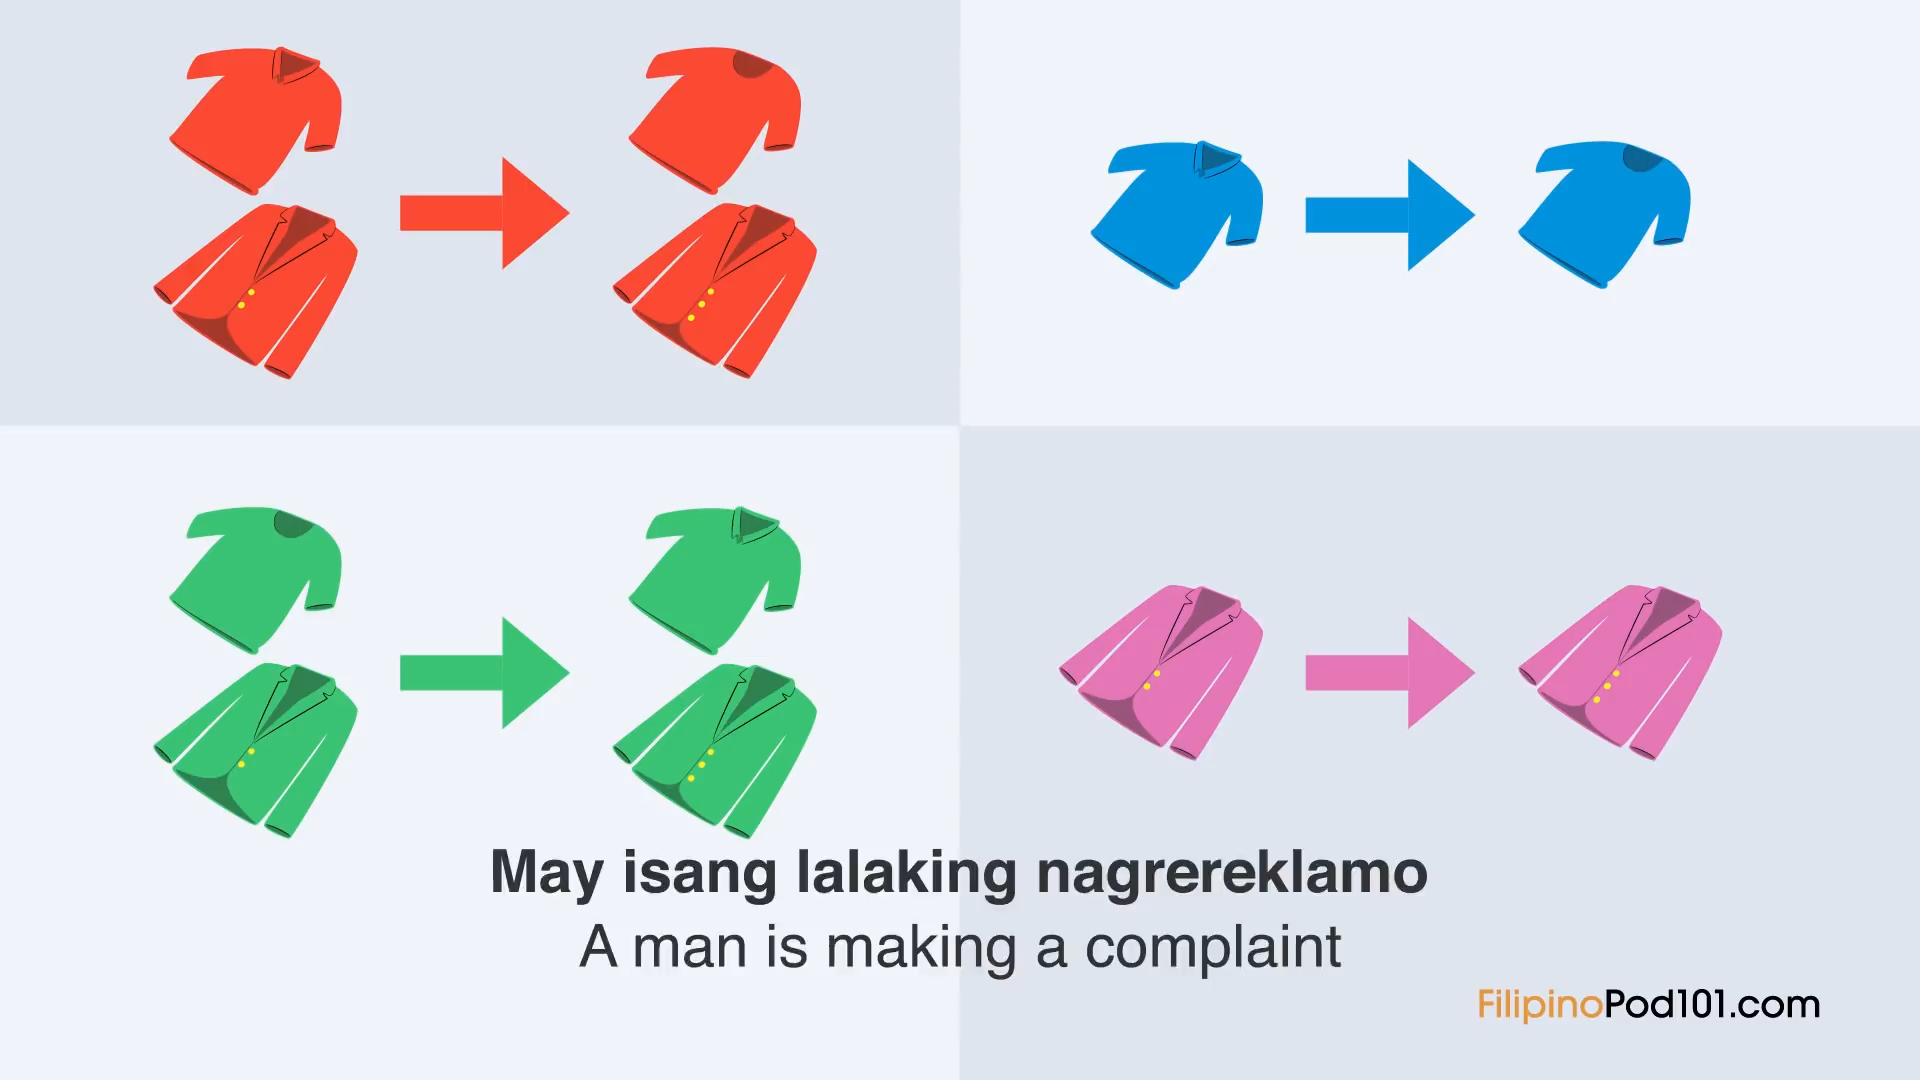 May isang lalaking nagrereklamo
A man is making a complaint
FilipinoPod101.com